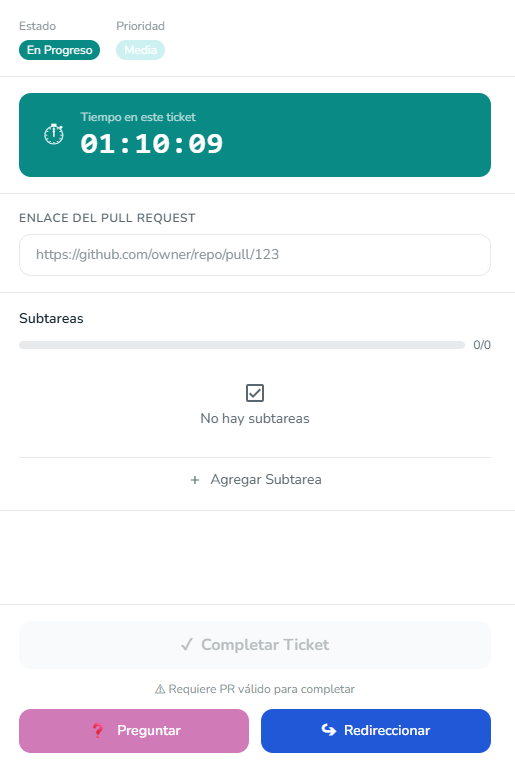 Estado
Prioridad
En Progreso
Media
Tiempo en este ticket
01:10:09
ENLACE DEL PULL REQUEST
https://github.com/owner/repo/pull/123
Subtareas
0/0
No hay subtareas
+ Agregar Subtarea
✓ Completar Ticket
⚠ Requiere PR válido para completar
❓ Preguntar
↪ Redireccionar